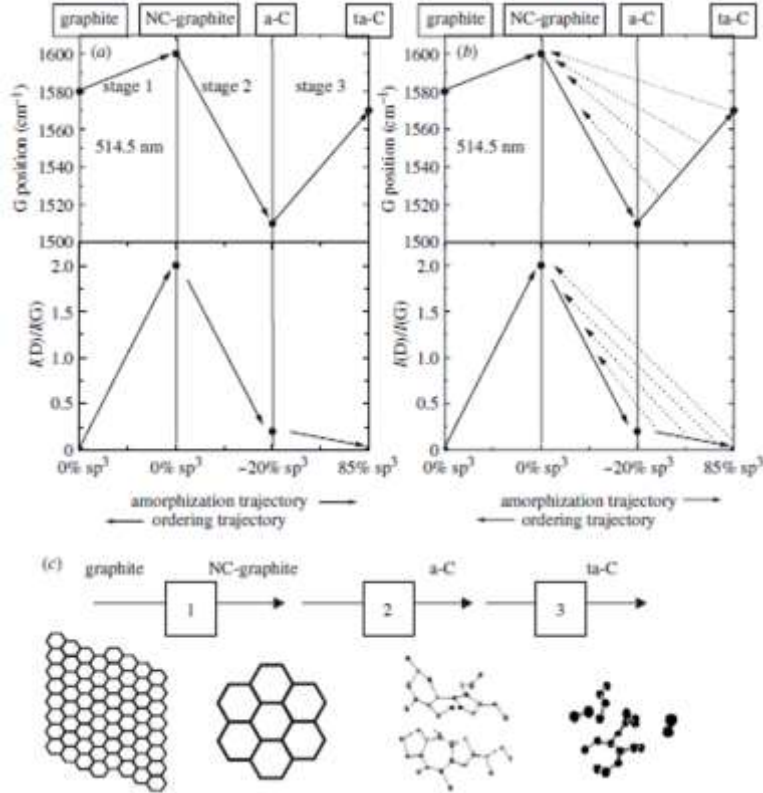 graphite NC-graphite a-C ta-C
graphite NC-graphite a-C ta-C
(a)
(b)
stage 1 stage 2 stage 3
514.5 nm
514.5 nm
G position (cm⁻¹)
1600
1580
1560
1540
1520
1500
G position (cm⁻¹)
1600
1580
1560
1540
1520
1500
I(D)/I(G)
2.0
1.5
1.0
0.5
0
I(D)/I(G)
2.0
1.5
1.0
0.5
0
0% sp³ 0% sp³ ~20% sp³ 85% sp³
0% sp³ 0% sp³ ~20% sp³ 85% sp³
amorphization trajectory
ordering trajectory
amorphization trajectory
ordering trajectory
(c)
graphite NC-graphite a-C ta-C
1 2 3